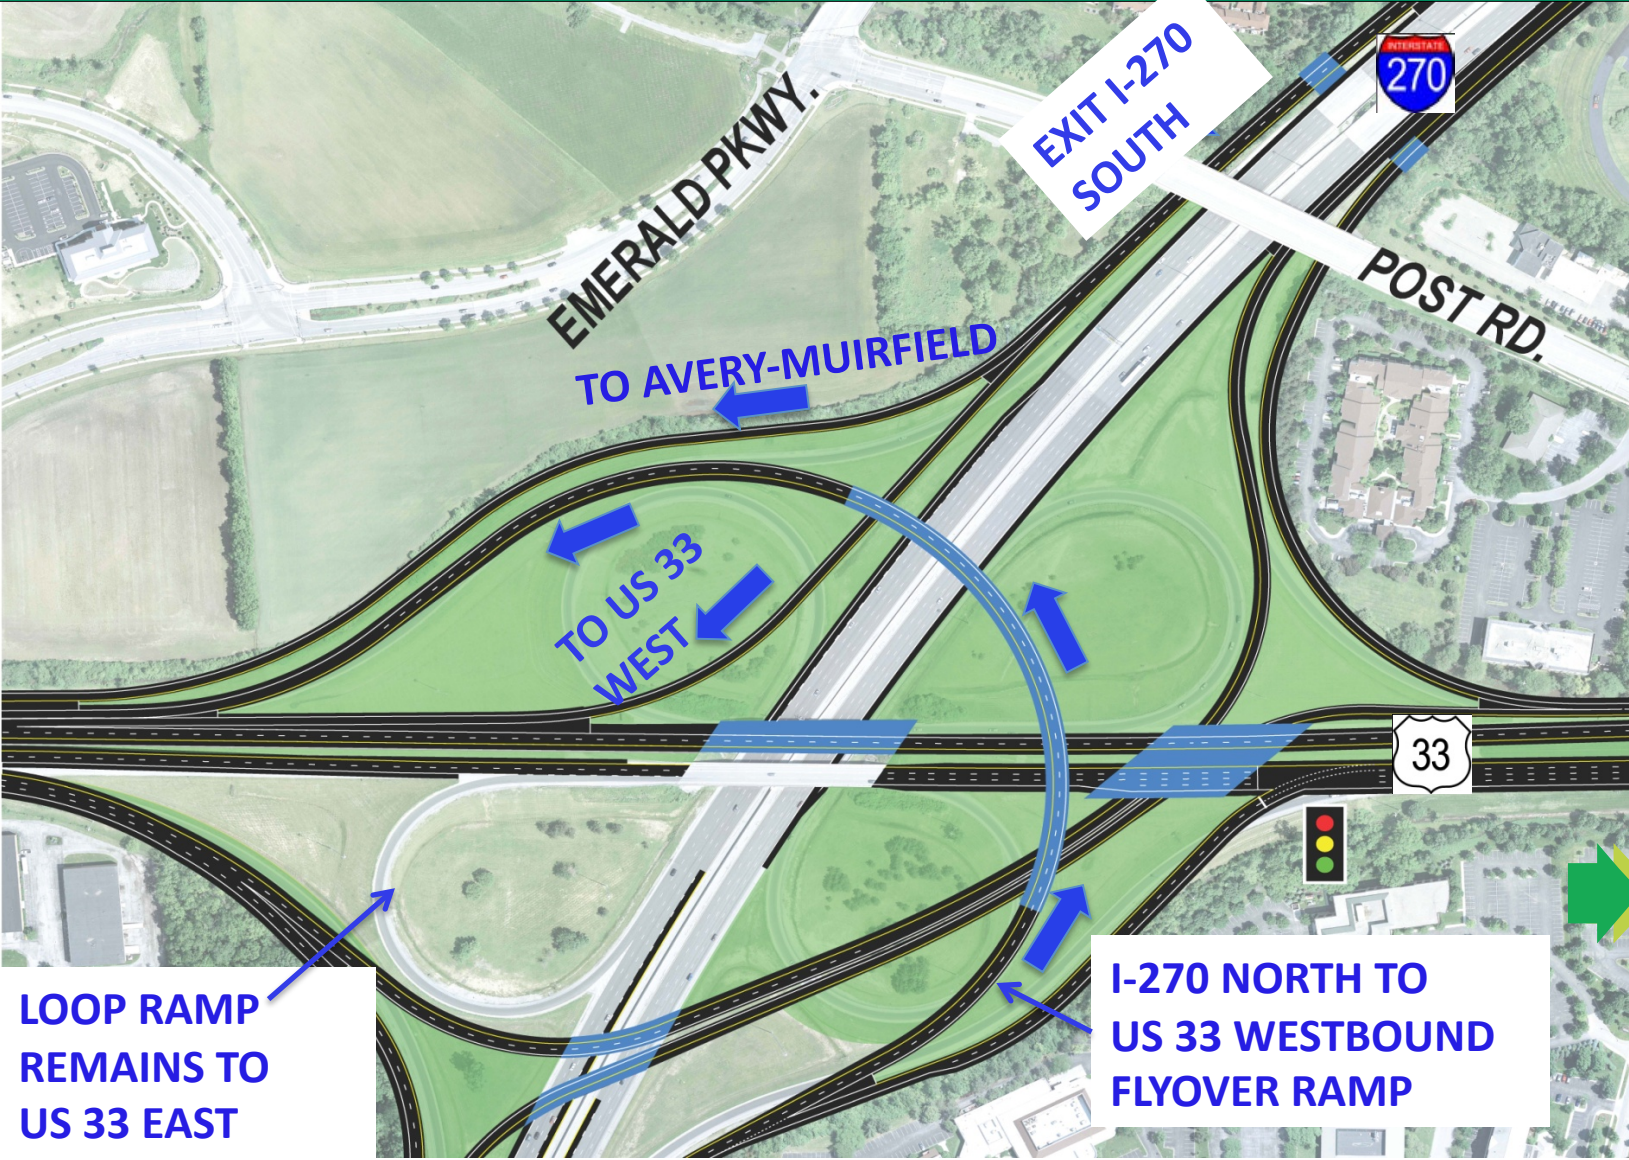 EXIT I-270
SOUTH
INTERSTATE
270
EMERALD PKWY.
POST RD.
TO AVERY-MUIRFIELD
TO US 33
WEST
33
LOOP RAMP
REMAINS TO
US 33 EAST
I-270 NORTH TO
US 33 WESTBOUND
FLYOVER RAMP